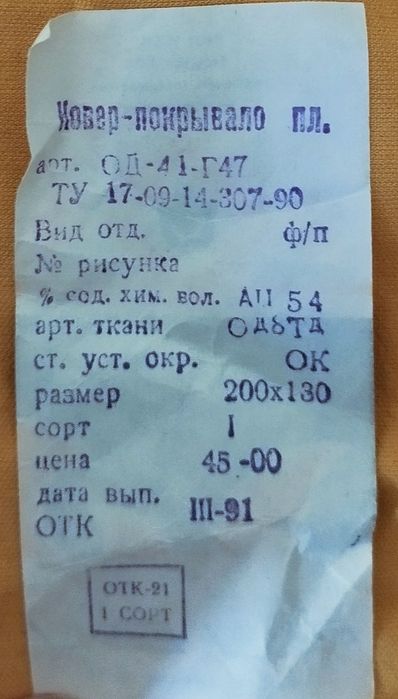 Ковер-покрывало пл.
арт. ОД-41-Г47
ТУ 17-09-14-307-90
Вид отд. ф/п
№ рисунка
% сод. хим. вол. АЦ 54
арт. ткани
ст. уст. окр. ОК
размер 200х130
сорт I
цена 45-00
дата вып. III-91
ОТК
ОТК-21
1 СОРТ